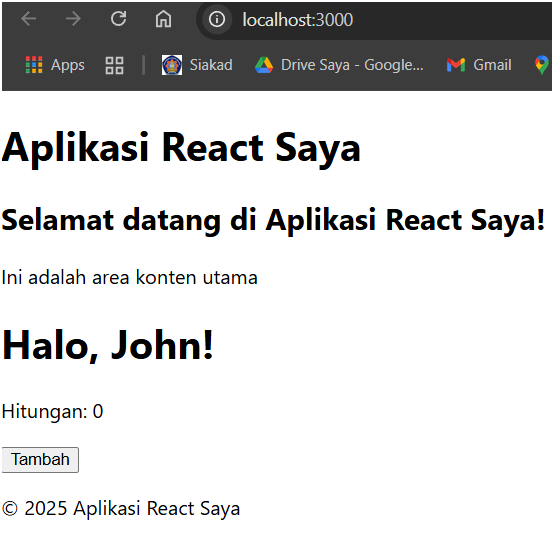 localhost:3000
Apps Siakad Drive Saya - Google... Gmail
Aplikasi React Saya
Selamat datang di Aplikasi React Saya!
Ini adalah area konten utama
Halo, John!
Hitungan: 0
Tambah
© 2025 Aplikasi React Saya